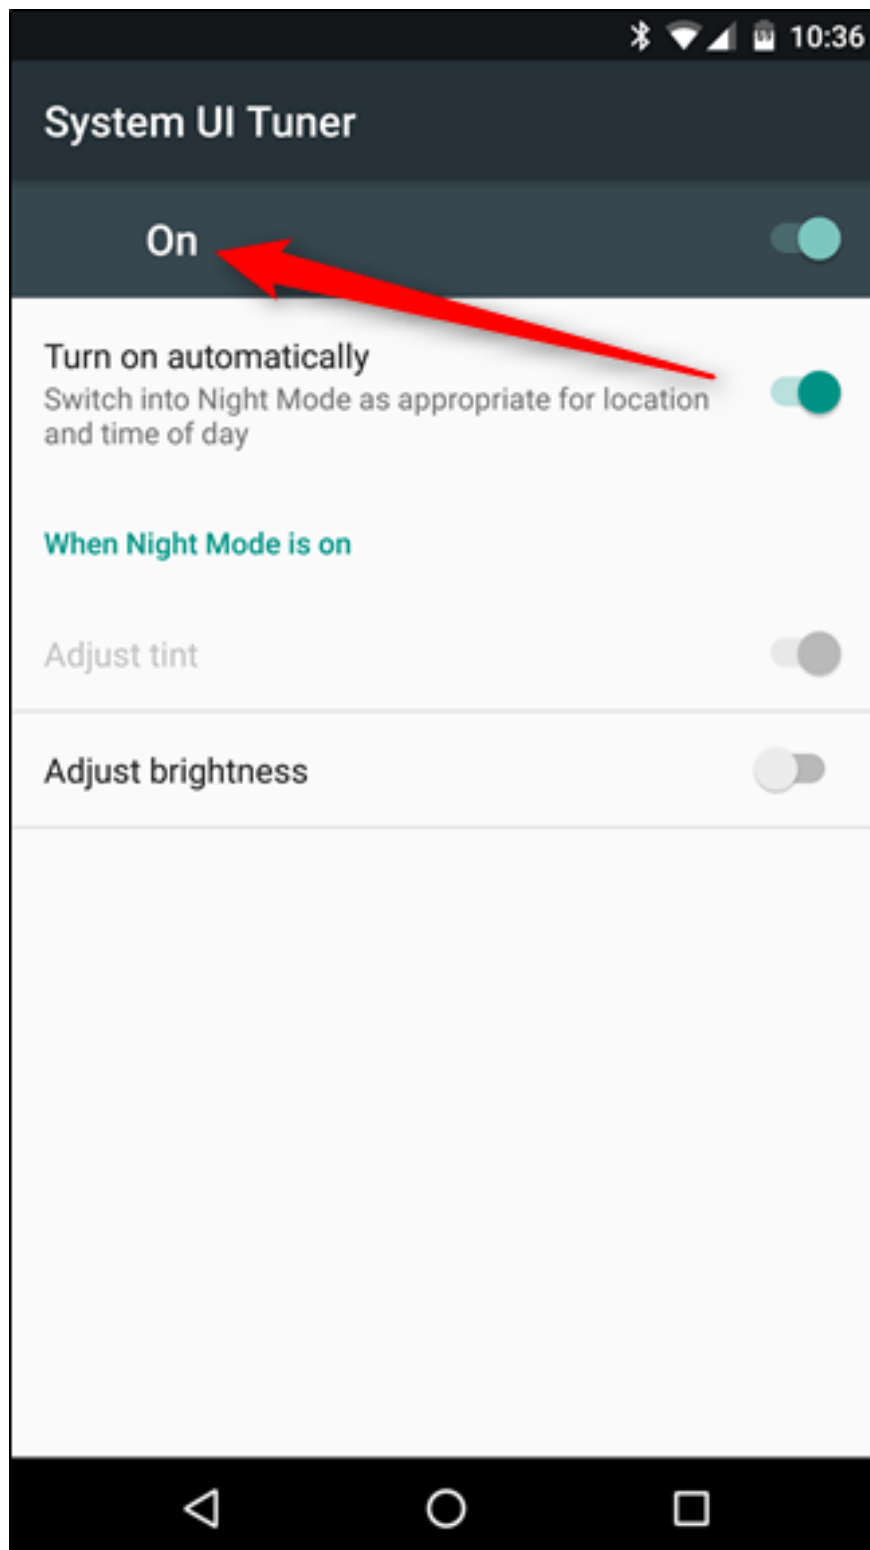 10:36
System UI Tuner
On
Turn on automatically
Switch into Night Mode as appropriate for location
and time of day
When Night Mode is on
Adjust tint
Adjust brightness